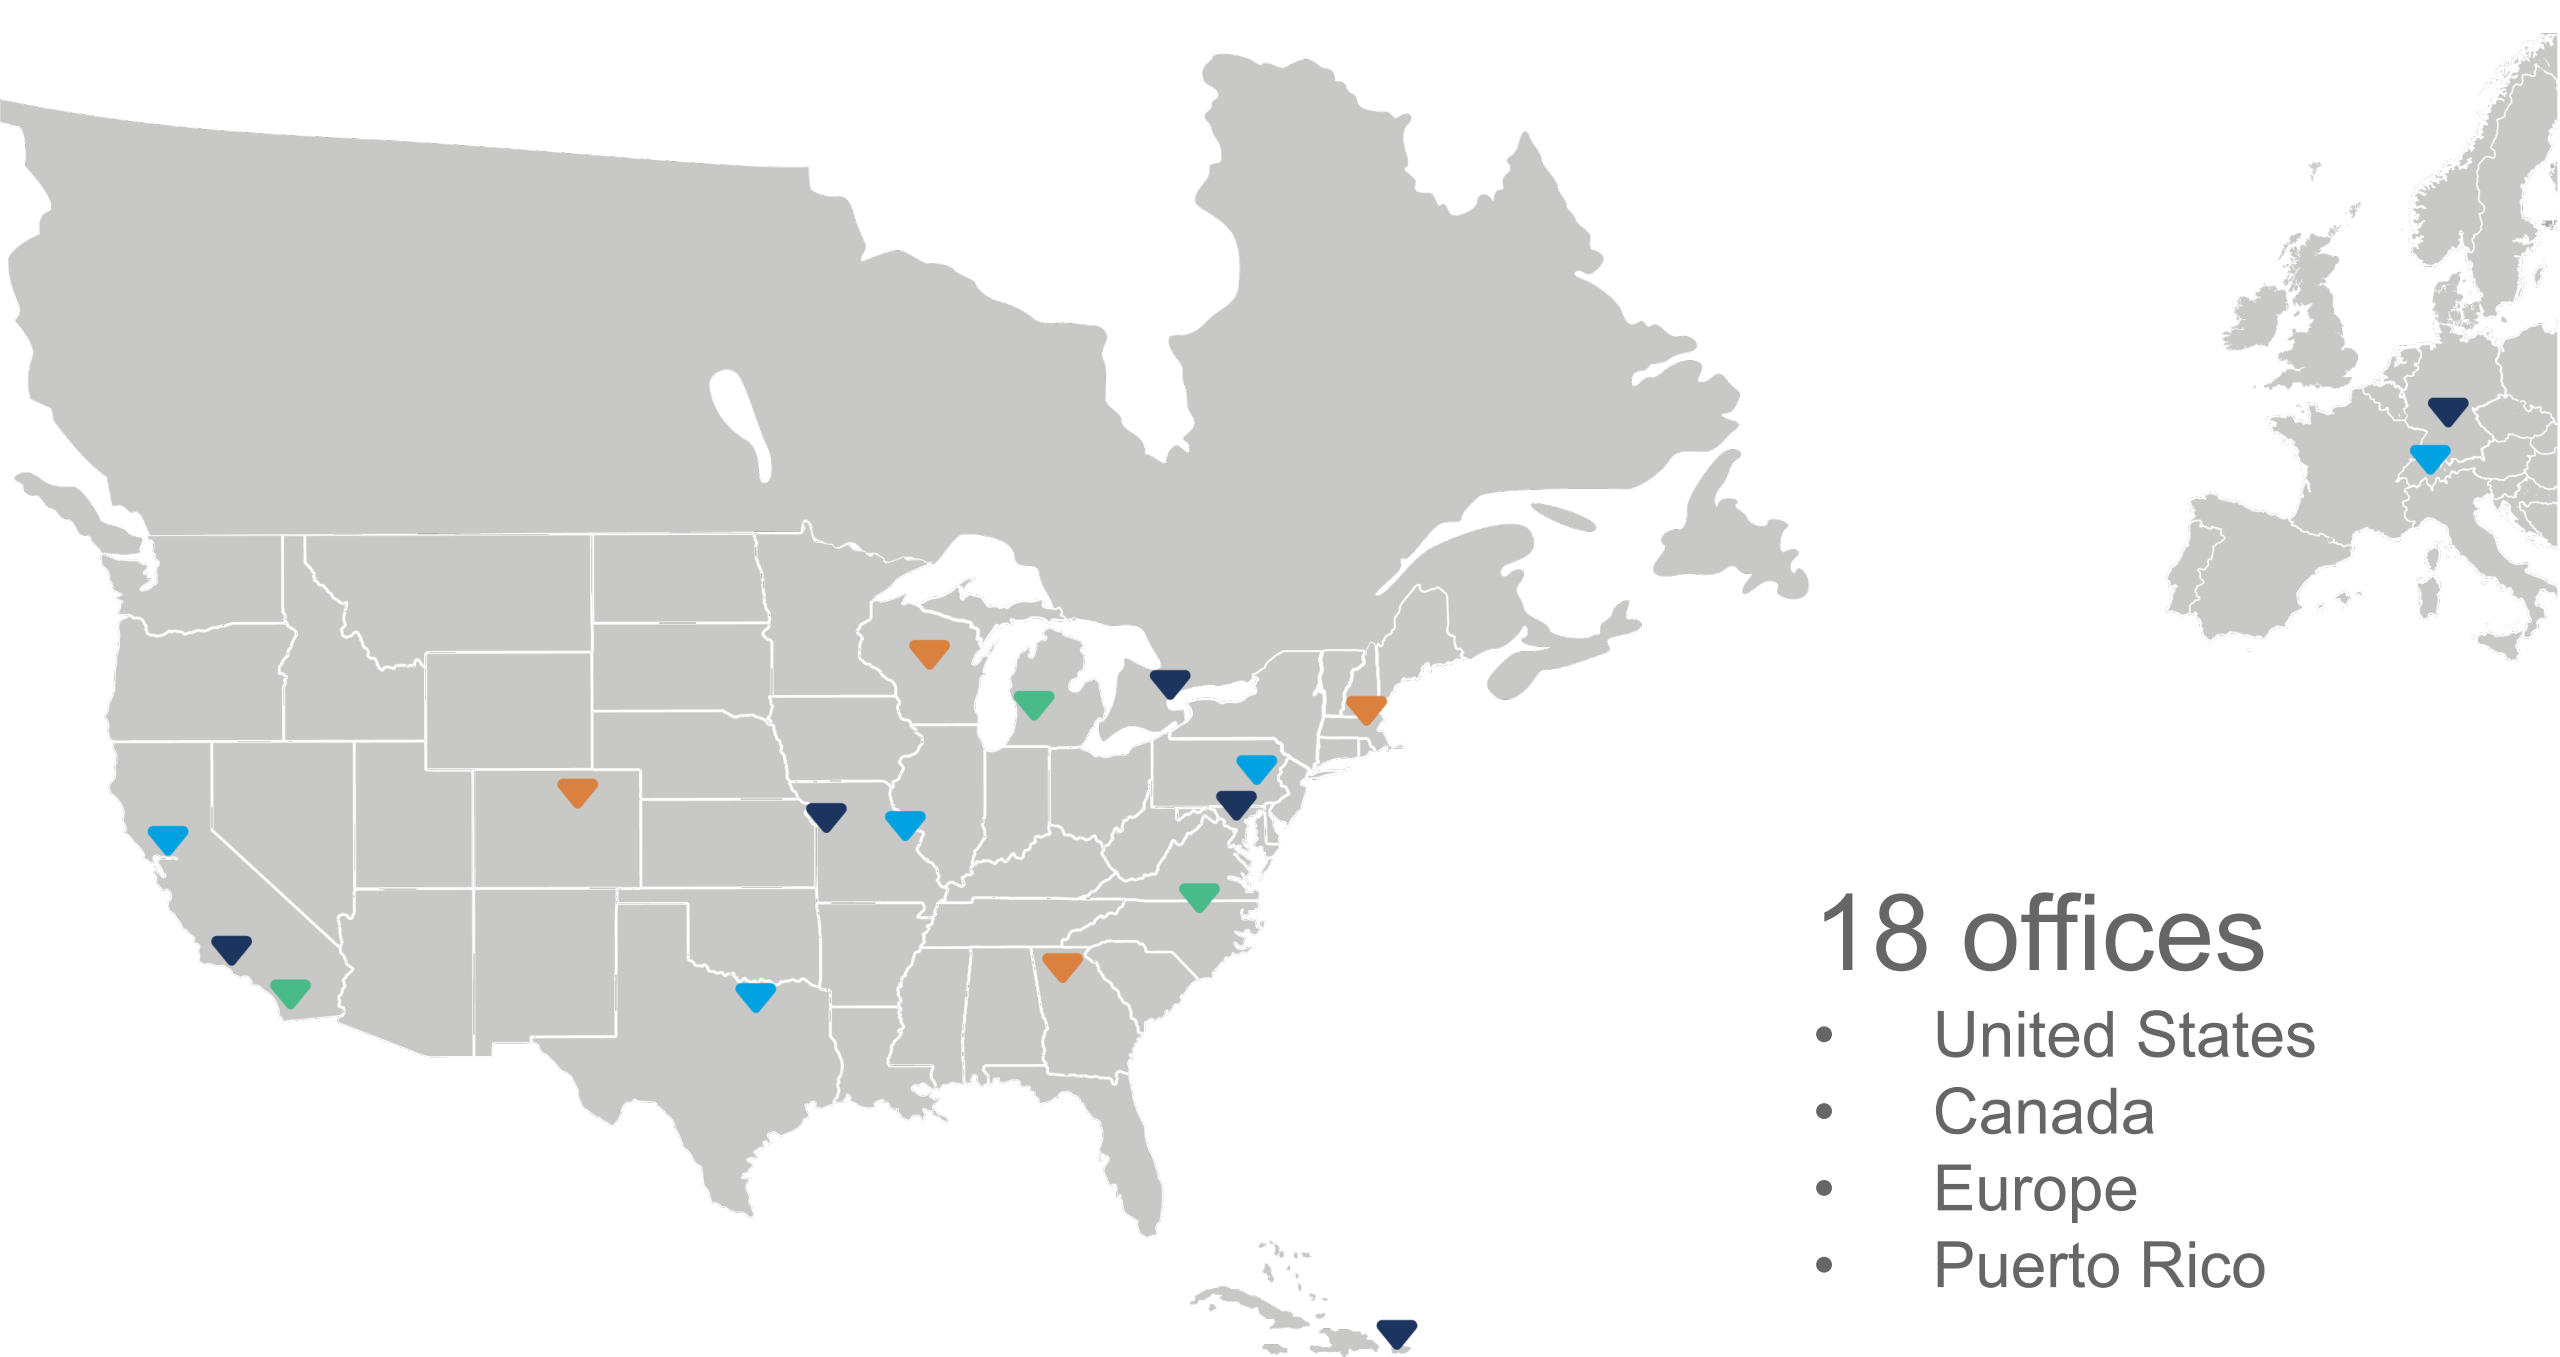 18 offices
• United States
• Canada
• Europe
• Puerto Rico